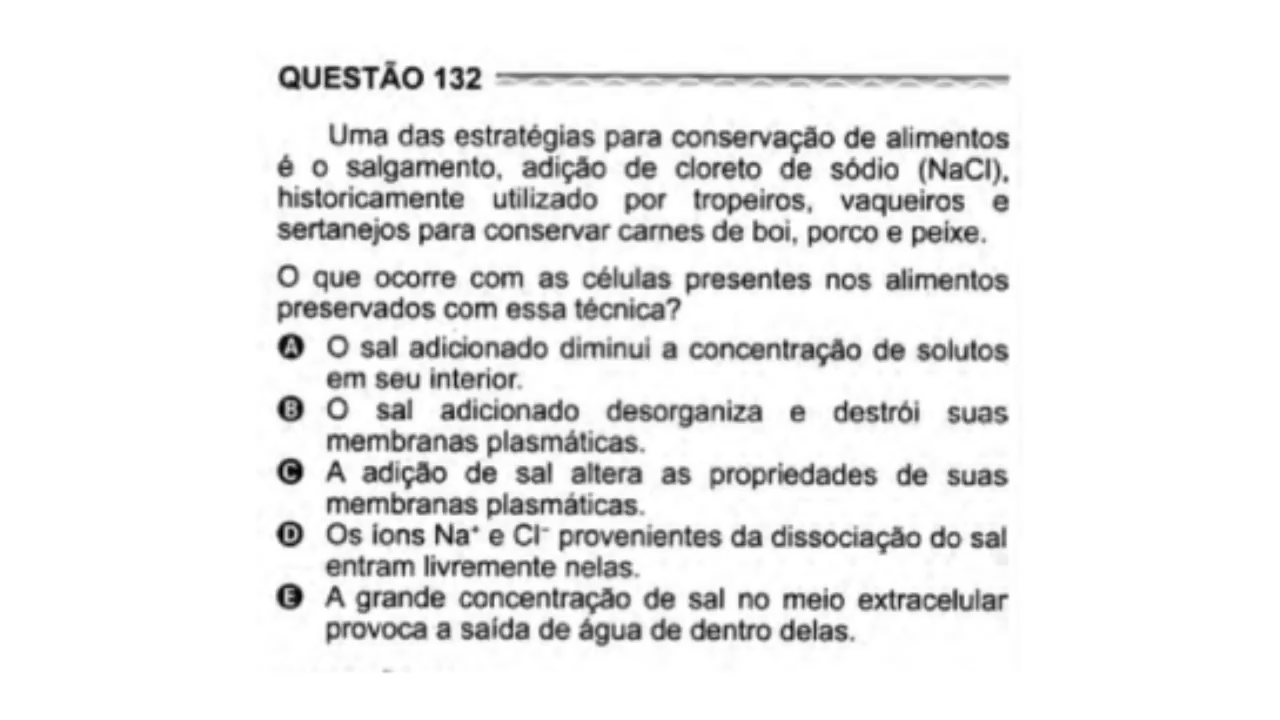 QUESTÃO 132
Uma das estratégias para conservação de alimentos
é o salgamento, adição de cloreto de sódio (NaCl),
historicamente utilizado por tropeiros, vaqueiros e
sertanejos para conservar carnes de boi, porco e peixe.
O que ocorre com as células presentes nos alimentos
preservados com essa técnica?
A O sal adicionado diminui a concentração de solutos
em seu interior.
B O sal adicionado desorganiza e destrói suas
membranas plasmáticas.
C A adição de sal altera as propriedades de suas
membranas plasmáticas.
D Os íons Na⁺ e Cl⁻ provenientes da dissociação do sal
entram livremente nelas.
E A grande concentração de sal no meio extracelular
provoca a saída de água de dentro delas.